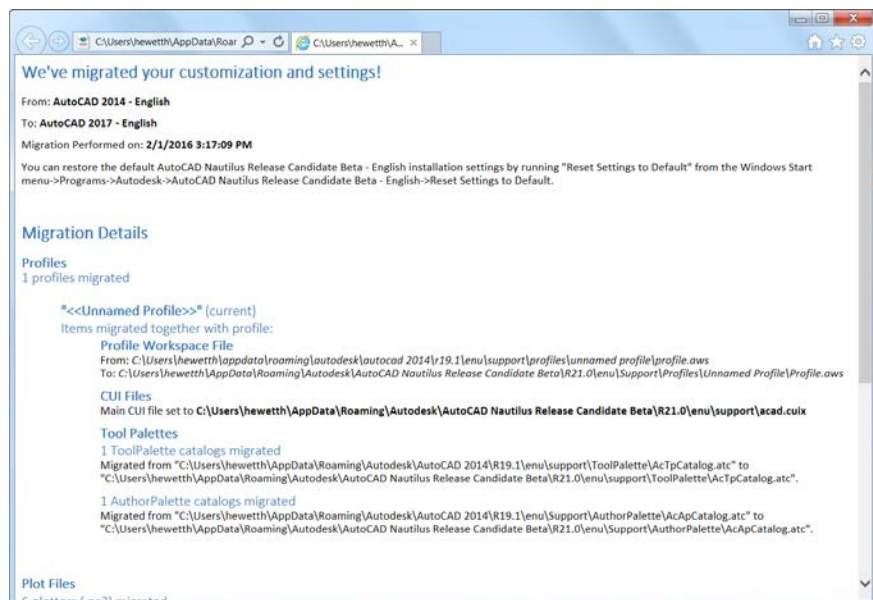 C:\Users\hewetth\AppData\Roar
C:\Users\hewetth\A...
We've migrated your customization and settings!
From: AutoCAD 2014 - English
To: AutoCAD 2017 - English
Migration Performed on: 2/1/2016 3:17:09 PM
You can restore the default AutoCAD Nautilus Release Candidate Beta - English installation settings by running "Reset Settings to Default" from the Windows Start
menu->Programs->Autodesk->AutoCAD Nautilus Release Candidate Beta - English->Reset Settings to Default.
Migration Details
Profiles
1 profiles migrated
"<<Unnamed Profile>>" (current)
Items migrated together with profile:
Profile Workspace File
From: C:\Users\hewetth\appdata\roaming\autodesk\autocad 2014\r19.1\enu\support\profiles\unnamed profile\profile.aws
To: C:\Users\hewetth\AppData\Roaming\Autodesk\AutoCAD Nautilus Release Candidate Beta\R21.0\enu\Support\Profiles\Unnamed Profile\Profile.aws
CUI Files
Main CUI file set to C:\Users\hewetth\AppData\Roaming\Autodesk\AutoCAD Nautilus Release Candidate Beta\R21.0\enu\support\acad.cuix
Tool Palettes
1 ToolPalette catalogs migrated
Migrated from "C:\Users\hewetth\AppData\Roaming\Autodesk\AutoCAD 2014\R19.1\enu\support\ToolPalette\AcTpCatalog.atc" to
"C:\Users\hewetth\AppData\Roaming\Autodesk\AutoCAD Nautilus Release Candidate Beta\R21.0\enu\support\ToolPalette\AcTpCatalog.atc".
1 AuthorPalette catalogs migrated
Migrated from "C:\Users\hewetth\AppData\Roaming\Autodesk\AutoCAD 2014\R19.1\enu\Support\AuthorPalette\AcApCatalog.atc" to
"C:\Users\hewetth\AppData\Roaming\Autodesk\AutoCAD Nautilus Release Candidate Beta\R21.0\enu\Support\AuthorPalette\AcApCatalog.atc".
Plot Files